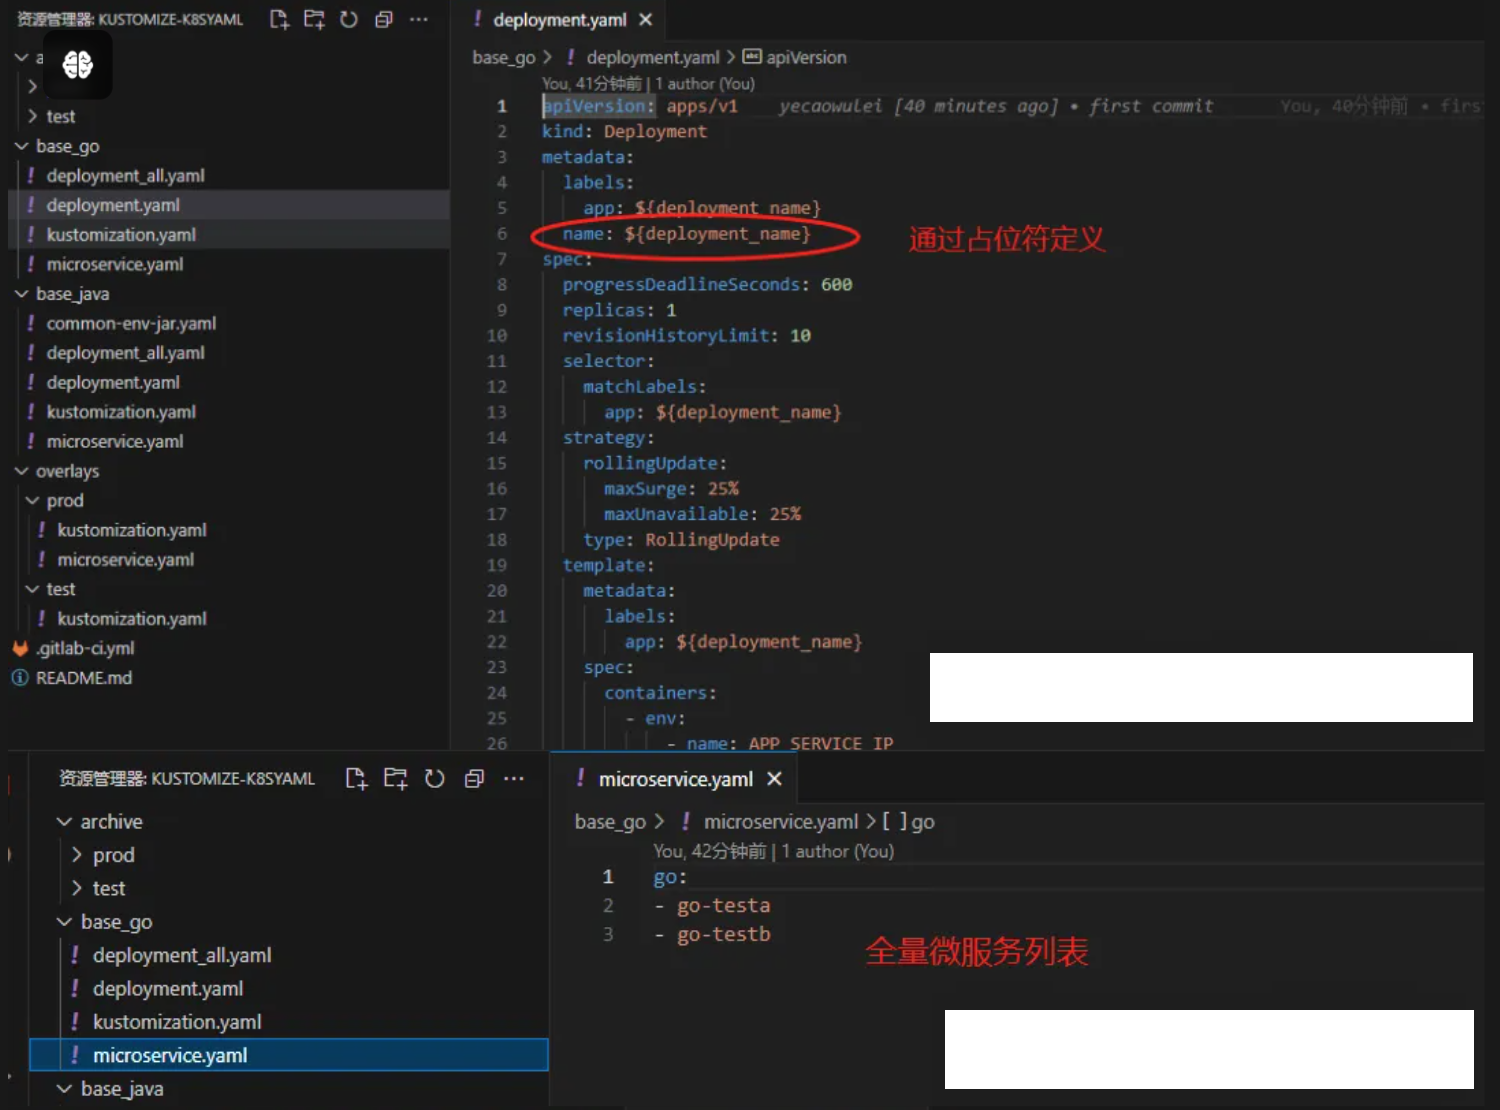 资源管理器: KUSTOMIZE-K8SYAML
a
test
base_go
deployment_all.yaml
deployment.yaml
kustomization.yaml
microservice.yaml
base_java
common-env-jar.yaml
deployment_all.yaml
deployment.yaml
kustomization.yaml
microservice.yaml
overlays
prod
kustomization.yaml
microservice.yaml
test
kustomization.yaml
.gitlab-ci.yml
README.md
deployment.yaml
base_go > deployment.yaml > apiVersion
You, 41分钟前 | 1 author (You)
1 apiVersion: apps/v1 yecaowulei [40 minutes ago] • first commit You, 40分钟前 • firs
2 kind: Deployment
3 metadata:
4 labels:
5 app: ${deployment_name}
6 name: ${deployment_name}
通过占位符定义
7 spec:
8 progressDeadlineSeconds: 600
9 replicas: 1
10 revisionHistoryLimit: 10
11 selector:
12 matchLabels:
13 app: ${deployment_name}
14 strategy:
15 rollingUpdate:
16 maxSurge: 25%
17 maxUnavailable: 25%
18 type: RollingUpdate
19 template:
20 metadata:
21 labels:
22 app: ${deployment_name}
23 spec:
24 containers:
25 - env:
26 - name: APP_SERVICE_IP
资源管理器: KUSTOMIZE-K8SYAML
archive
prod
test
base_go
deployment_all.yaml
deployment.yaml
kustomization.yaml
microservice.yaml
base_java
microservice.yaml
base_go > microservice.yaml > [ ] go
You, 42分钟前 | 1 author (You)
1 go:
2 - go-testa
3 - go-testb
全量微服务列表